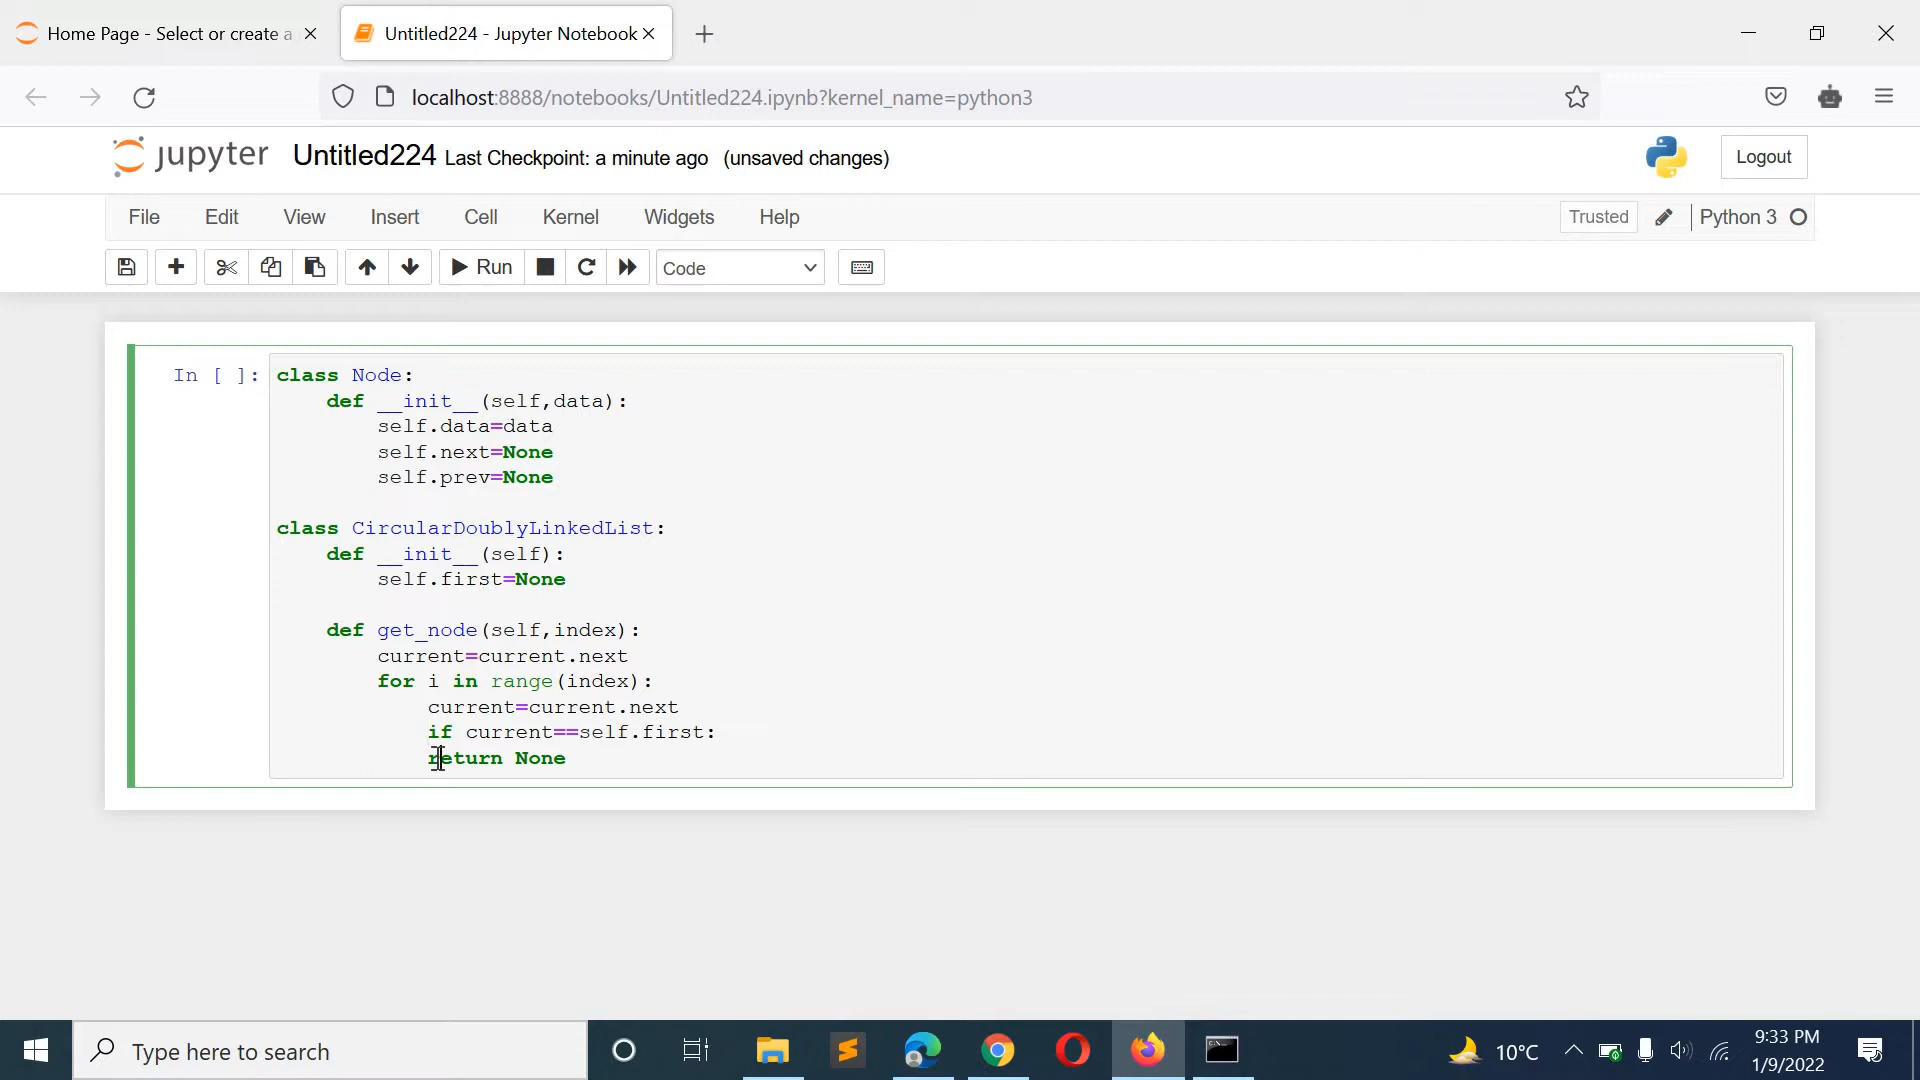 Home Page - Select or create a
Untitled224 - Jupyter Notebook
localhost:8888/notebooks/Untitled224.ipynb?kernel_name=python3
jupyter Untitled224 Last Checkpoint: a minute ago (unsaved changes)
Logout
File Edit View Insert Cell Kernel Widgets Help
Trusted Python 3
Run Code
In [ ]:
class Node:
    def __init__(self,data):
        self.data=data
        self.next=None
        self.prev=None
class CircularDoublyLinkedList:
    def __init__(self):
        self.first=None
    def get_node(self,index):
        current=current.next
        for i in range(index):
            current=current.next
            if current==self.first:
            return None
Type here to search
10°C
9:33 PM
1/9/2022